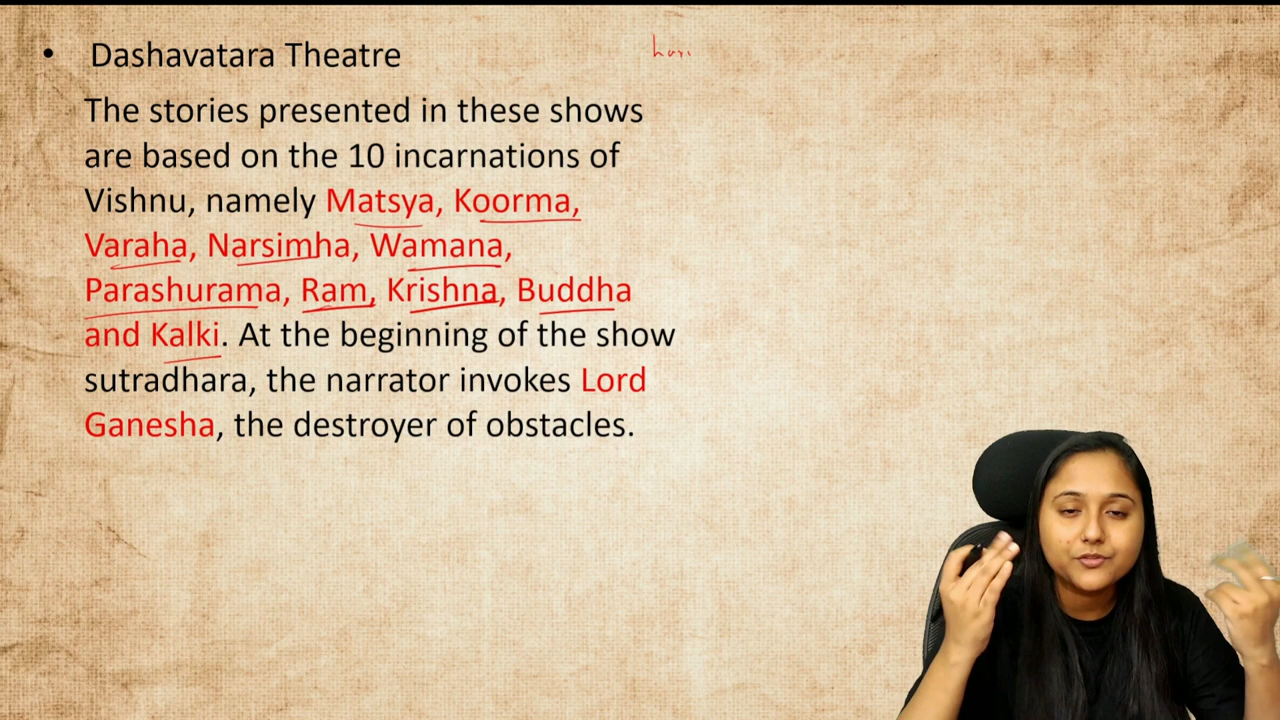 • Dashavatara Theatre
The stories presented in these shows
are based on the 10 incarnations of
Vishnu, namely Matsya, Koorma,
Varaha, Narsimha, Wamana,
Parashurama, Ram, Krishna, Buddha
and Kalki. At the beginning of the show
sutradhara, the narrator invokes Lord
Ganesha, the destroyer of obstacles.